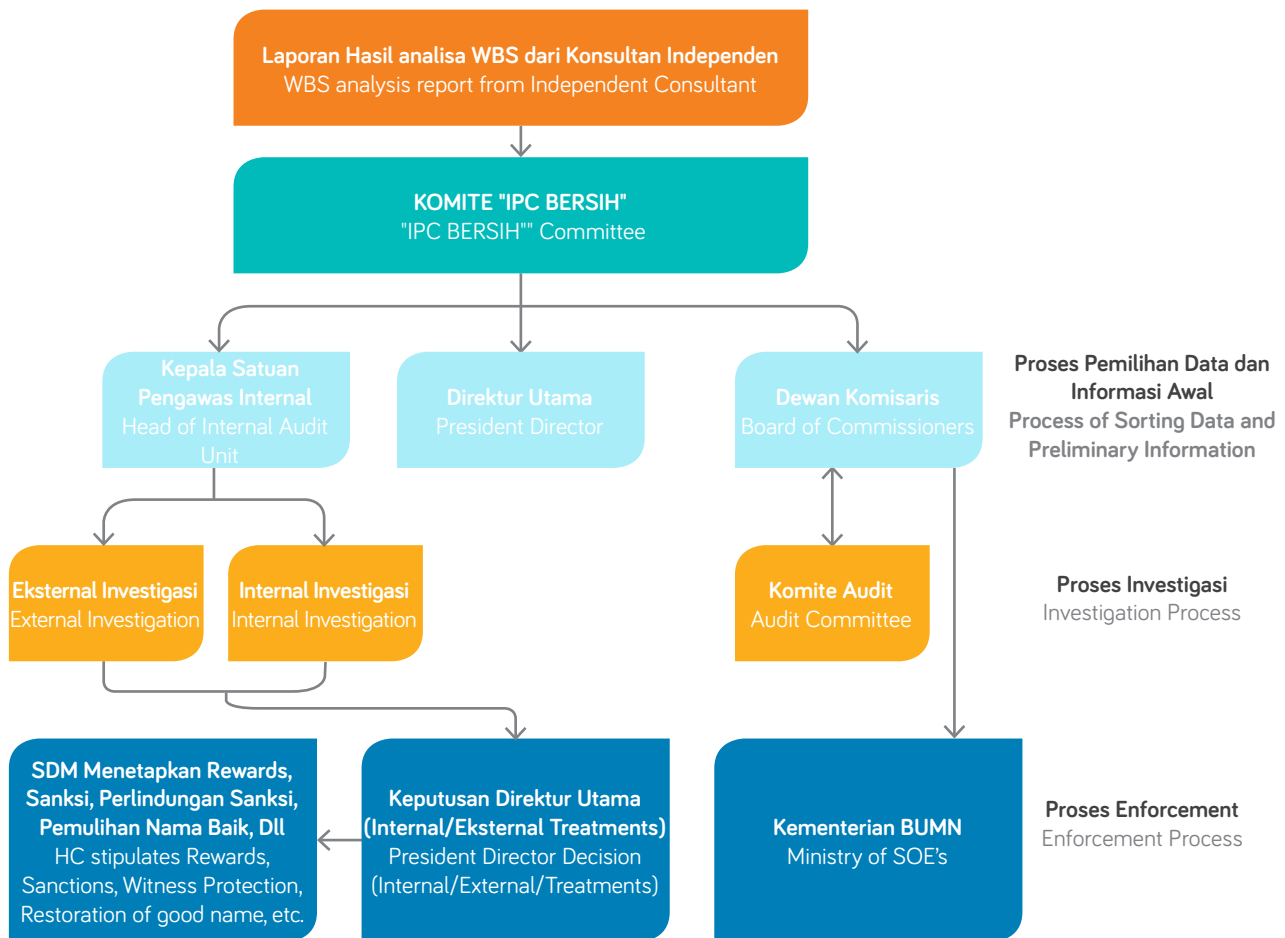 Laporan Hasil analisa WBS dari Konsultan Independen
WBS analysis report from Independent Consultant
KOMITE "IPC BERSIH"
"IPC BERSIH"" Committee
Kepala Satuan
Pengawas Internal
Head of Internal Audit
Unit
Direktur Utama
President Director
Dewan Komisaris
Board of Commissioners
Proses Pemilihan Data dan
Informasi Awal
Process of Sorting Data and
Preliminary Information
Eksternal Investigasi
External Investigation
Internal Investigasi
Internal Investigation
Komite Audit
Audit Committee
Proses Investigasi
Investigation Process
SDM Menetapkan Rewards,
Sanksi, Perlindungan Sanksi,
Pemulihan Nama Baik, Dll
HC stipulates Rewards,
Sanctions, Witness Protection,
Restoration of good name, etc.
Keputusan Direktur Utama
(Internal/Eksternal Treatments)
President Director Decision
(Internal/External/Treatments)
Kementerian BUMN
Ministry of SOE's
Proses Enforcement
Enforcement Process